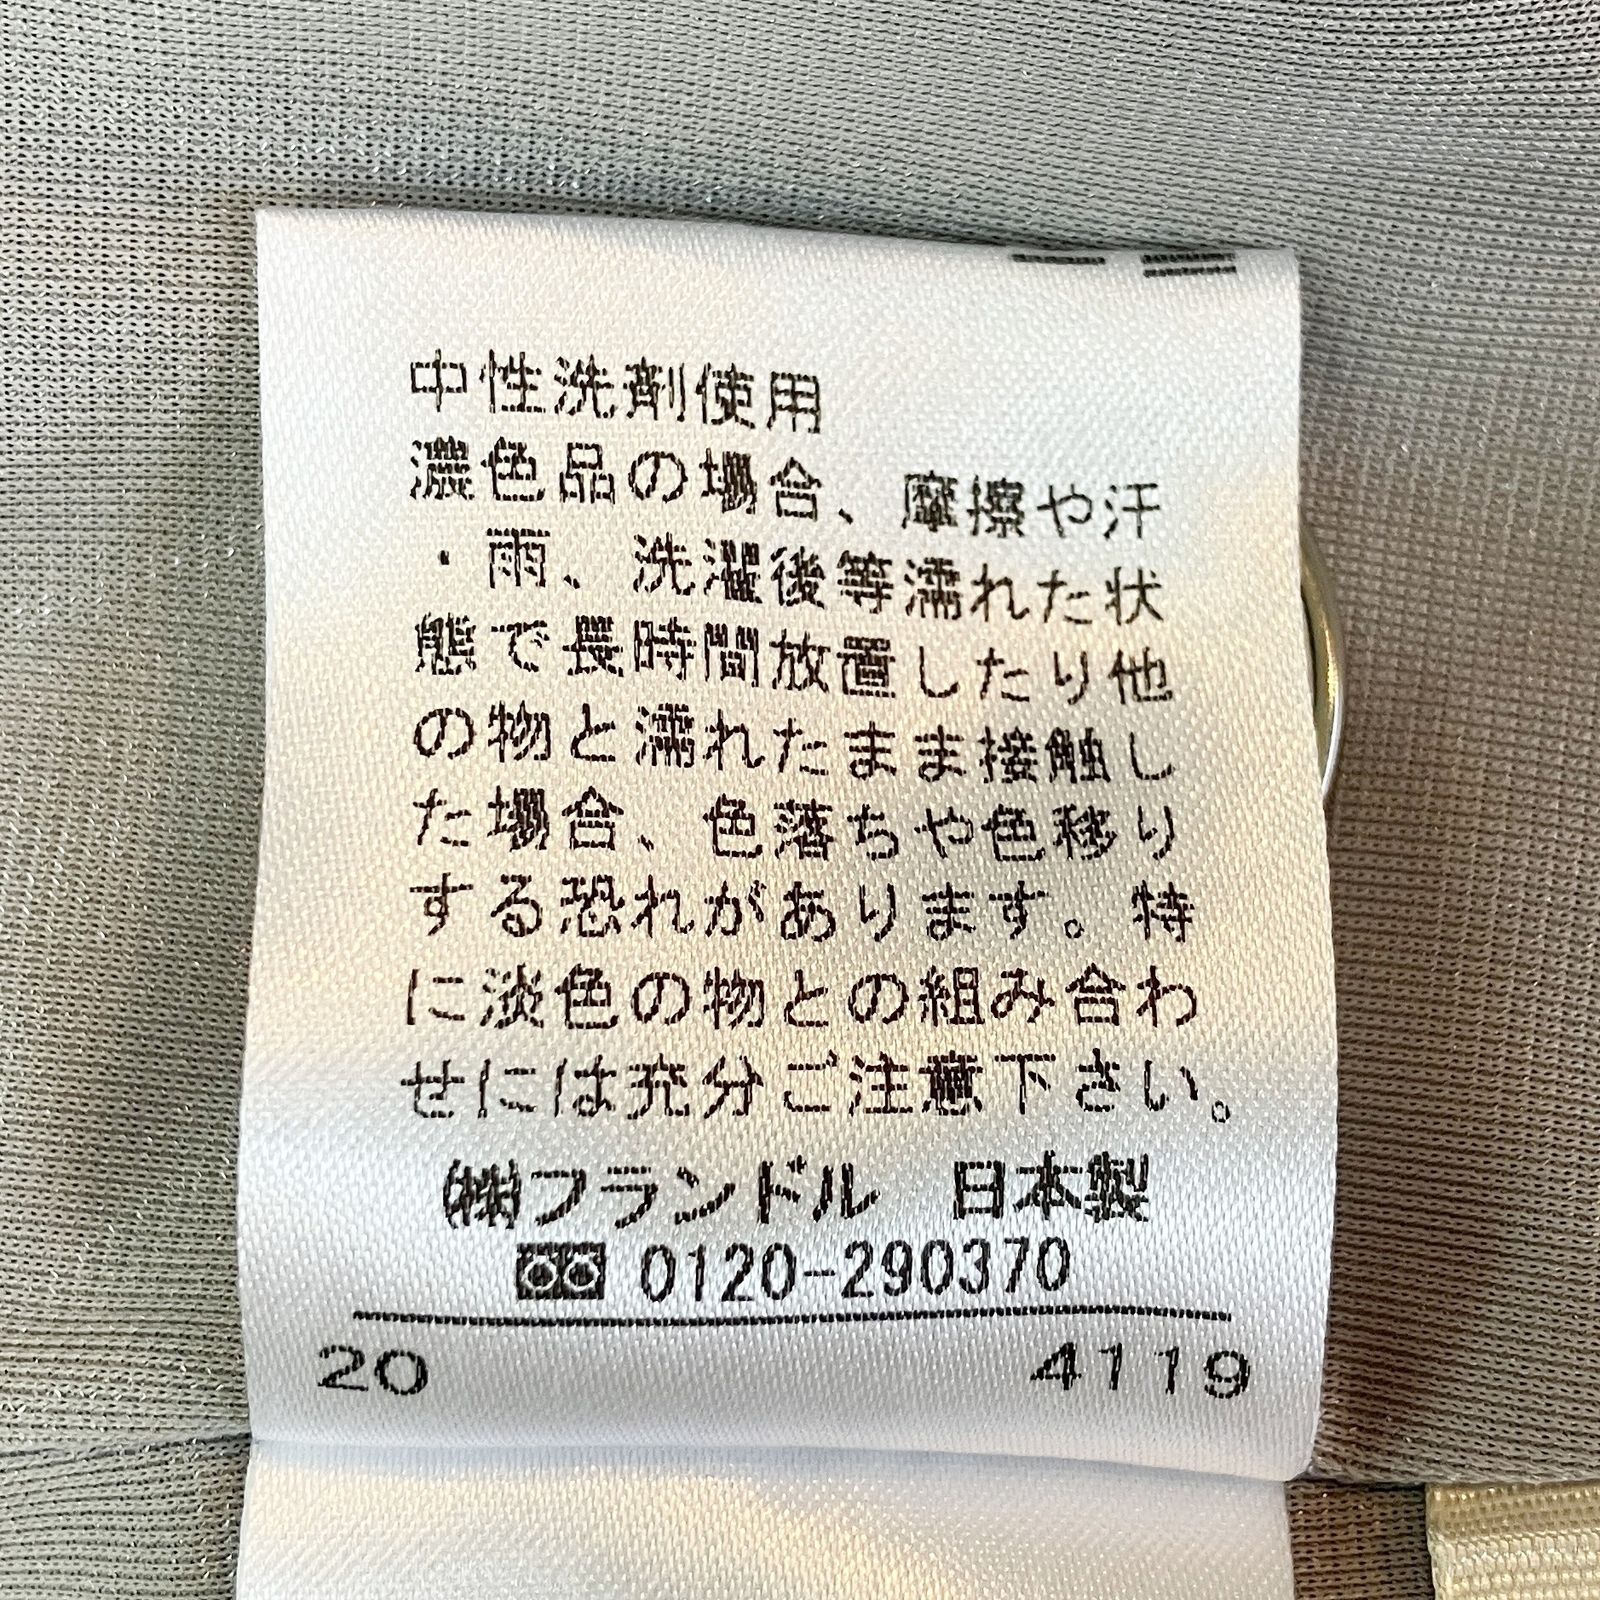 中性洗剤使用
濃色品の場合、摩擦や汗
・雨、洗濯後等濡れた状
態で長時間放置したり他
の物と濡れたまま接触し
た場合、色落ちや色移り
する恐れがあります。特
に淡色の物との組み合わ
せには充分ご注意下さい。
㈱フランドル 日本製
0120-290370
20 4119